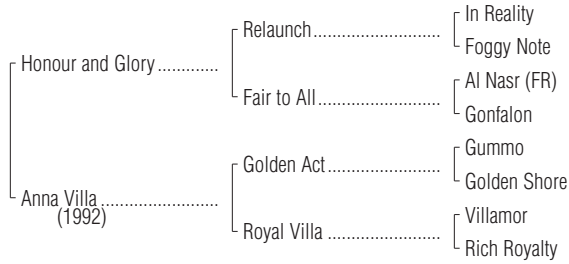 In Reality
Relaunch
Foggy Note
Honour and Glory
Al Nasr (FR)
Fair to All
Gonfalon
Gummo
Golden Act
Golden Shore
Anna Villa
(1992)
Villamor
Royal Villa
Rich Royalty